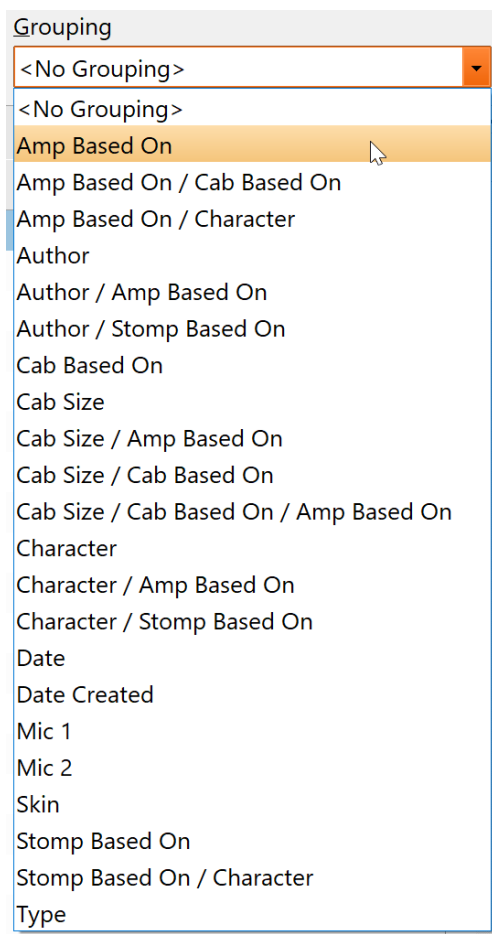 Grouping
<No Grouping>
<No Grouping>
Amp Based On
Amp Based On / Cab Based On
Amp Based On / Character
Author
Author / Amp Based On
Author / Stomp Based On
Cab Based On
Cab Size
Cab Size / Amp Based On
Cab Size / Cab Based On
Cab Size / Cab Based On / Amp Based On
Character
Character / Amp Based On
Character / Stomp Based On
Date
Date Created
Mic 1
Mic 2
Skin
Stomp Based On
Stomp Based On / Character
Type